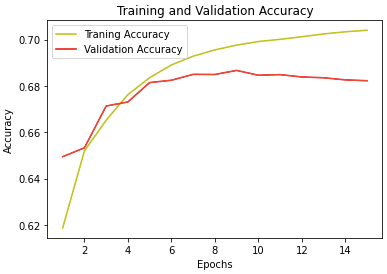 Training and Validation Accuracy
Traning Accuracy
Validation Accuracy
Accuracy
0.70
0.68
0.66
0.64
0.62
2 4 6 8 10 12 14
Epochs